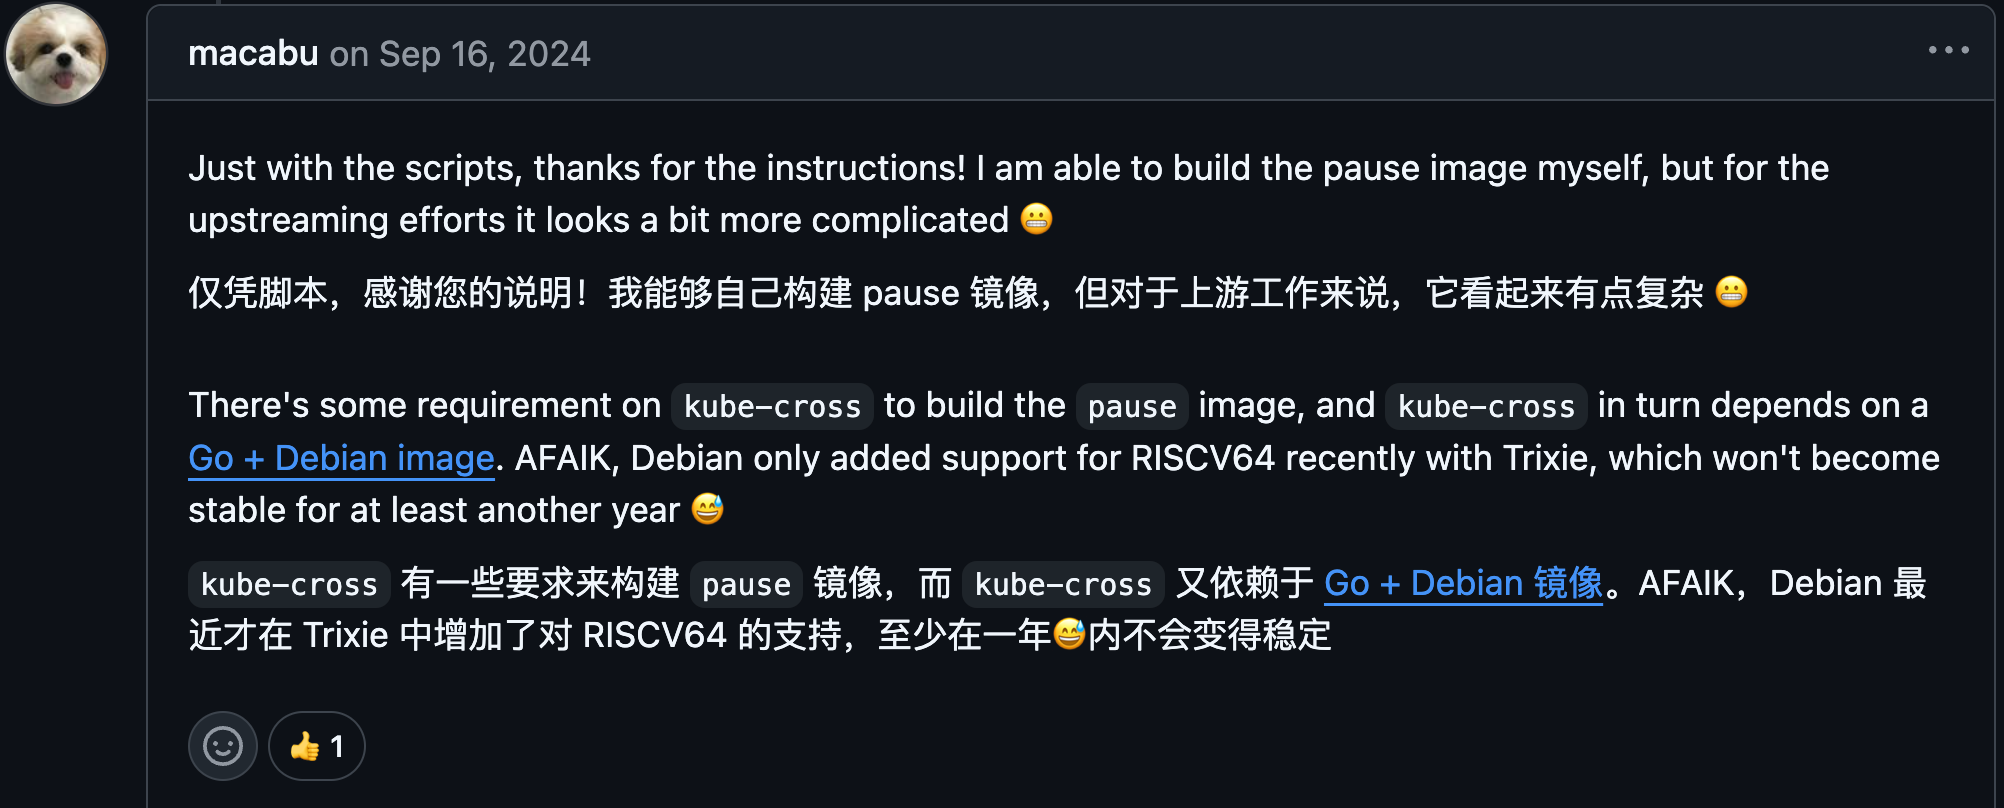 macabu on Sep 16, 2024
Just with the scripts, thanks for the instructions! I am able to build the pause image myself, but for the
upstreaming efforts it looks a bit more complicated 😬
仅凭脚本，感谢您的说明！我能够自己构建 pause 镜像，但对于上游工作来说，它看起来有点复杂 😬
There's some requirement on kube-cross to build the pause image, and kube-cross in turn depends on a
Go + Debian image. AFAIK, Debian only added support for RISCV64 recently with Trixie, which won't become
stable for at least another year 😅
kube-cross 有一些要求来构建 pause 镜像，而 kube-cross 又依赖于 Go + Debian 镜像。AFAIK，Debian 最
近才在 Trixie 中增加了对 RISCV64 的支持，至少在一年😅内不会变得稳定
👍 1